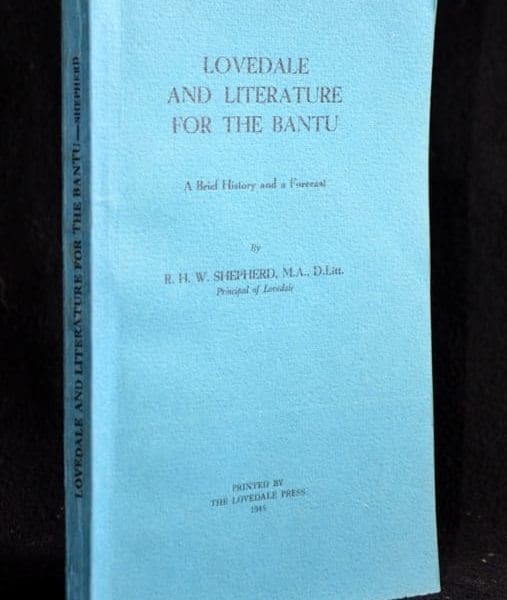 LOVEDALE AND LITERATURE FOR THE BANTU—SHEPHERD
LOVEDALE
AND LITERATURE
FOR THE BANTU
A Brief History and a Forecast
By
R. H. W. SHEPHERD, M.A., D.Litt.
Principal of Lovedale
PRINTED BY
THE LOVEDALE PRESS
1945